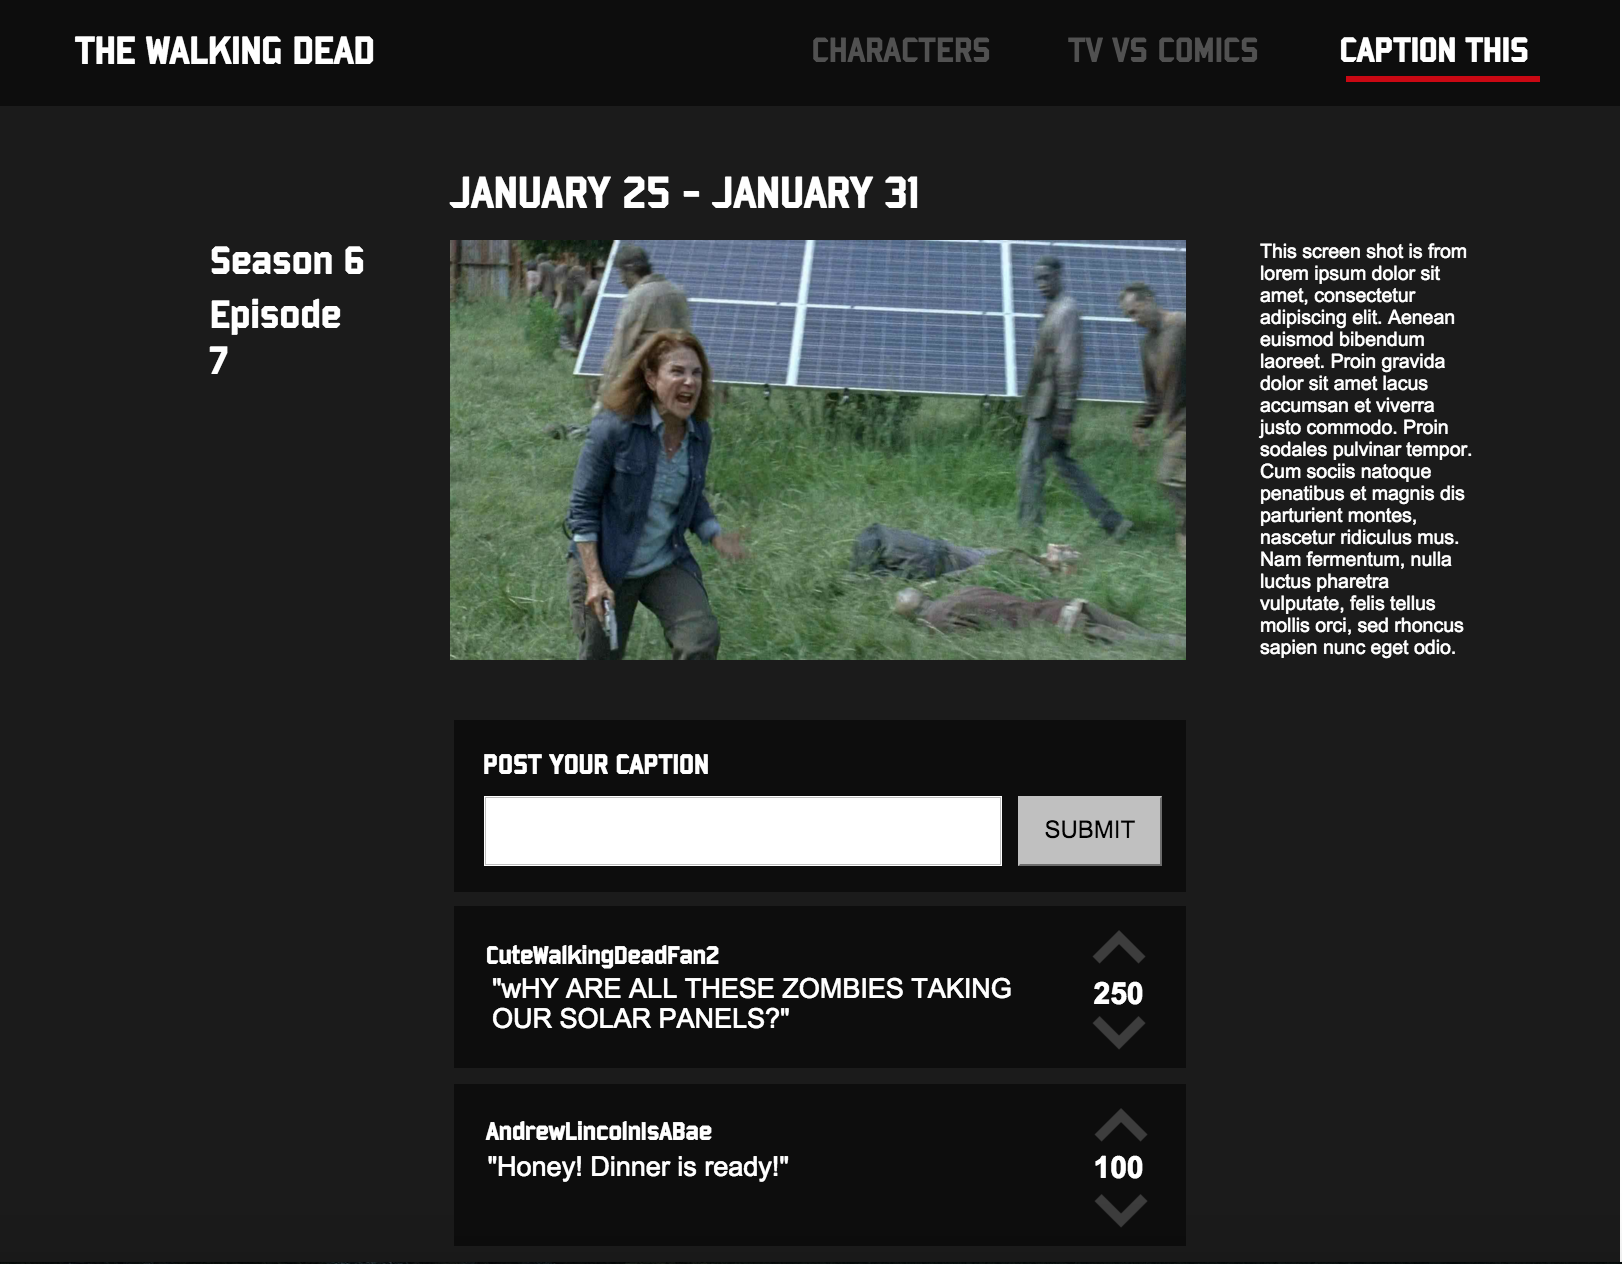 THE WALKING DEAD
CHARACTERS
TV VS COMICS
CAPTION THIS
JANUARY 25 - JANUARY 31
Season 6
Episode
7
This screen shot is from
lorem ipsum dolor sit
amet, consectetur
adipiscing elit. Aenean
euismod bibendum
laoreet. Proin gravida
dolor sit amet lacus
accumsan et viverra
justo commodo. Proin
sodales pulvinar tempor.
Cum sociis natoque
penatibus et magnis dis
parturient montes,
nascetur ridiculus mus.
Nam fermentum, nulla
luctus pharetra
vulputate, felis tellus
mollis orci, sed rhoncus
sapien nunc eget odio.
POST YOUR CAPTION
SUBMIT
CuteWalkingDeadFan2
"wHY ARE ALL THESE ZOMBIES TAKING
OUR SOLAR PANELS?"
250
AndrewLincolnIsABae
"Honey! Dinner is ready!"
100